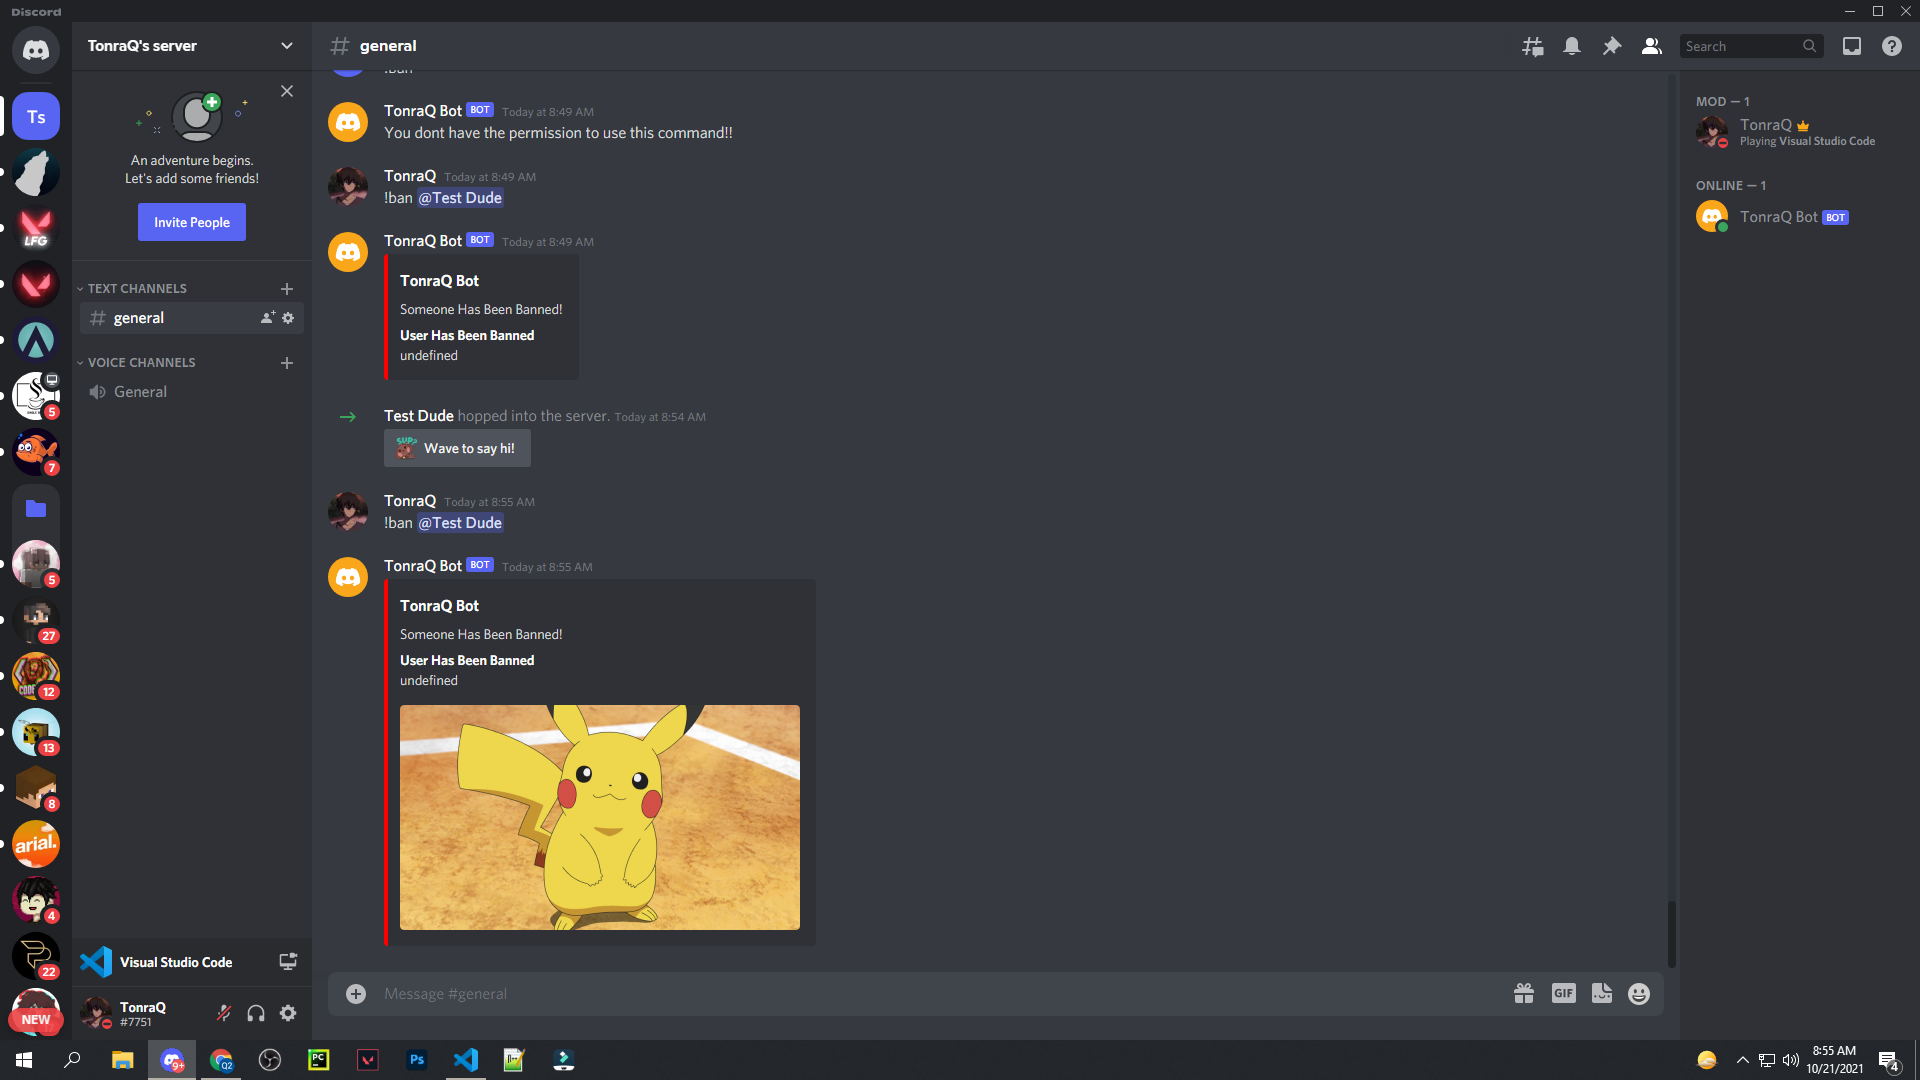 Discord
TonraQ's server
general
Search
An adventure begins.
Let's add some friends!
Invite People
TEXT CHANNELS
general
VOICE CHANNELS
General
Visual Studio Code
TonraQ
#7751
Ts
LFG
5
7
5
27
CODE
12
13
8
arial.
4
22
NEW
!ban
TonraQ Bot BOT Today at 8:49 AM
You dont have the permission to use this command!!
TonraQ Today at 8:49 AM
!ban @Test Dude
TonraQ Bot BOT Today at 8:49 AM
TonraQ Bot
Someone Has Been Banned!
User Has Been Banned
undefined
Test Dude hopped into the server. Today at 8:54 AM
SUP?
Wave to say hi!
TonraQ Today at 8:55 AM
!ban @Test Dude
TonraQ Bot BOT Today at 8:55 AM
TonraQ Bot
Someone Has Been Banned!
User Has Been Banned
undefined
Message #general
GIF
MOD — 1
TonraQ
Playing Visual Studio Code
ONLINE — 1
TonraQ Bot BOT
9+
Q2
PC
Ps
8:55 AM
10/21/2021
4